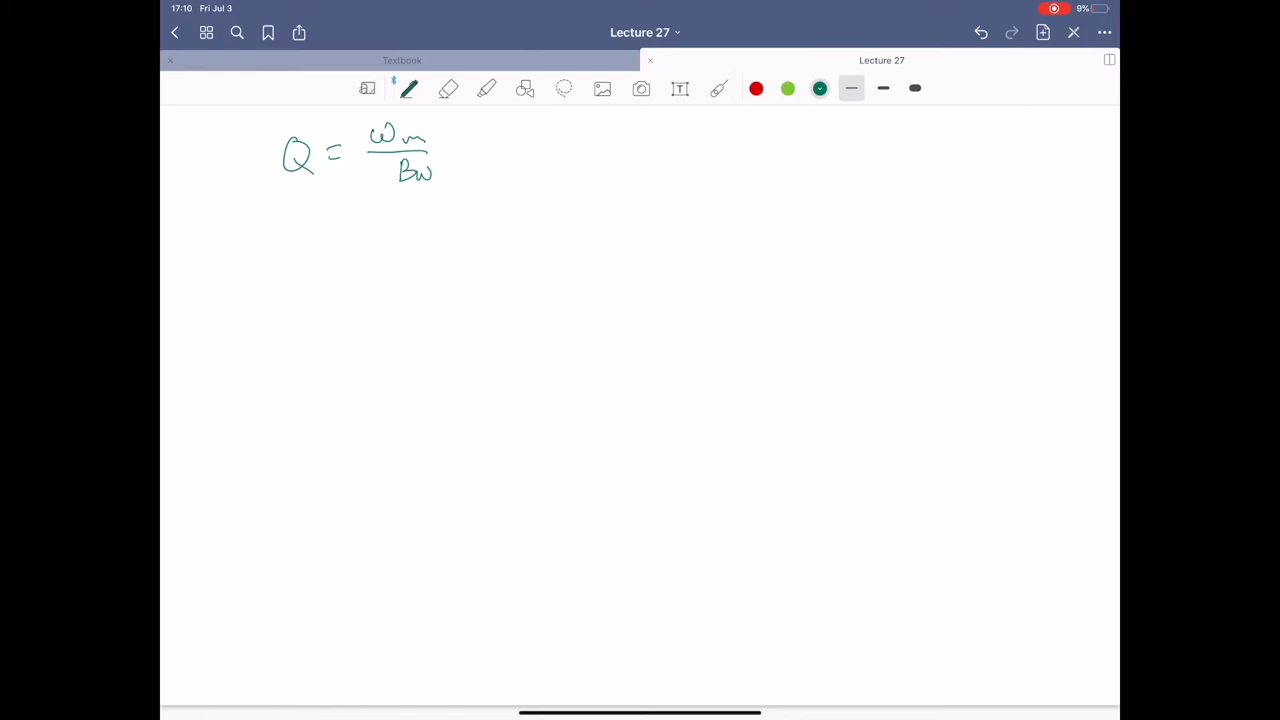 17:10 Fri Jul 3
9%
Lecture 27
Textbook
Lecture 27
T
Q = ωm
BW